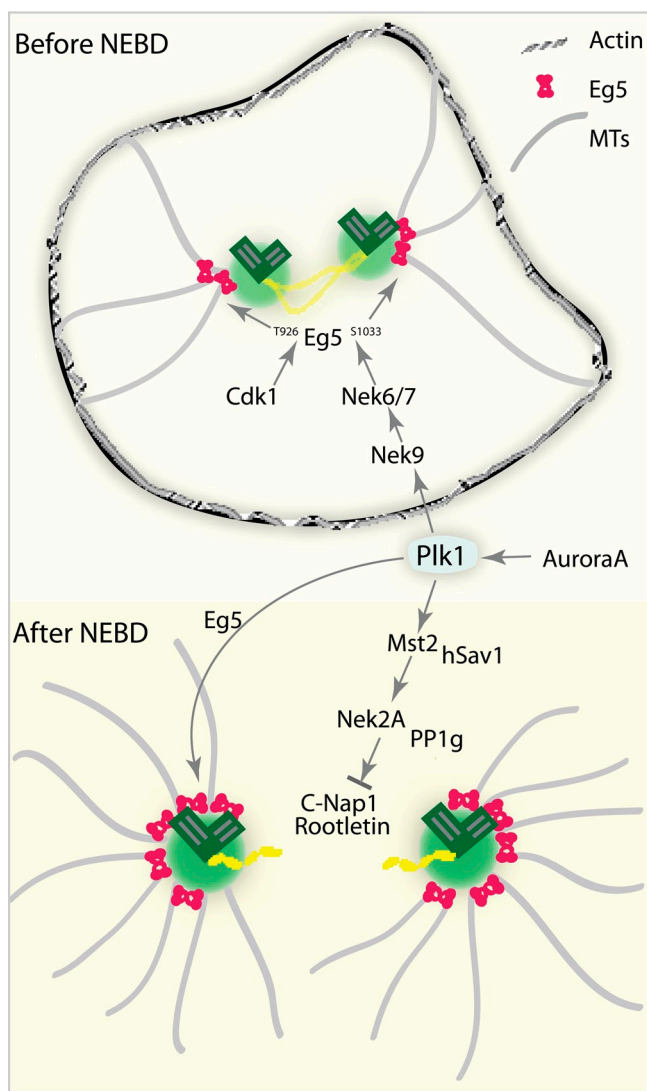 Before NEBD
Actin
Eg5
MTs
T926 Eg5 S1033
Cdk1
Nek6/7
Nek9
Plk1
AuroraA
Eg5
After NEBD
Mst2 hSav1
Nek2A
PP1g
C-Nap1
Rootletin